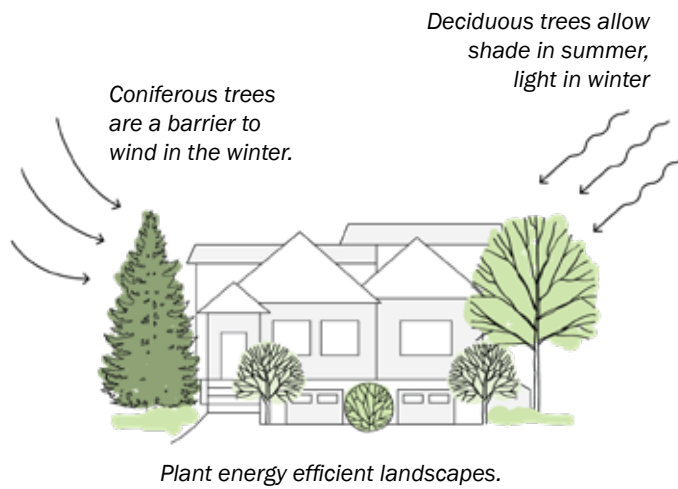 Deciduous trees allow
shade in summer,
light in winter
Coniferous trees
are a barrier to
wind in the winter.
Plant energy efficient landscapes.